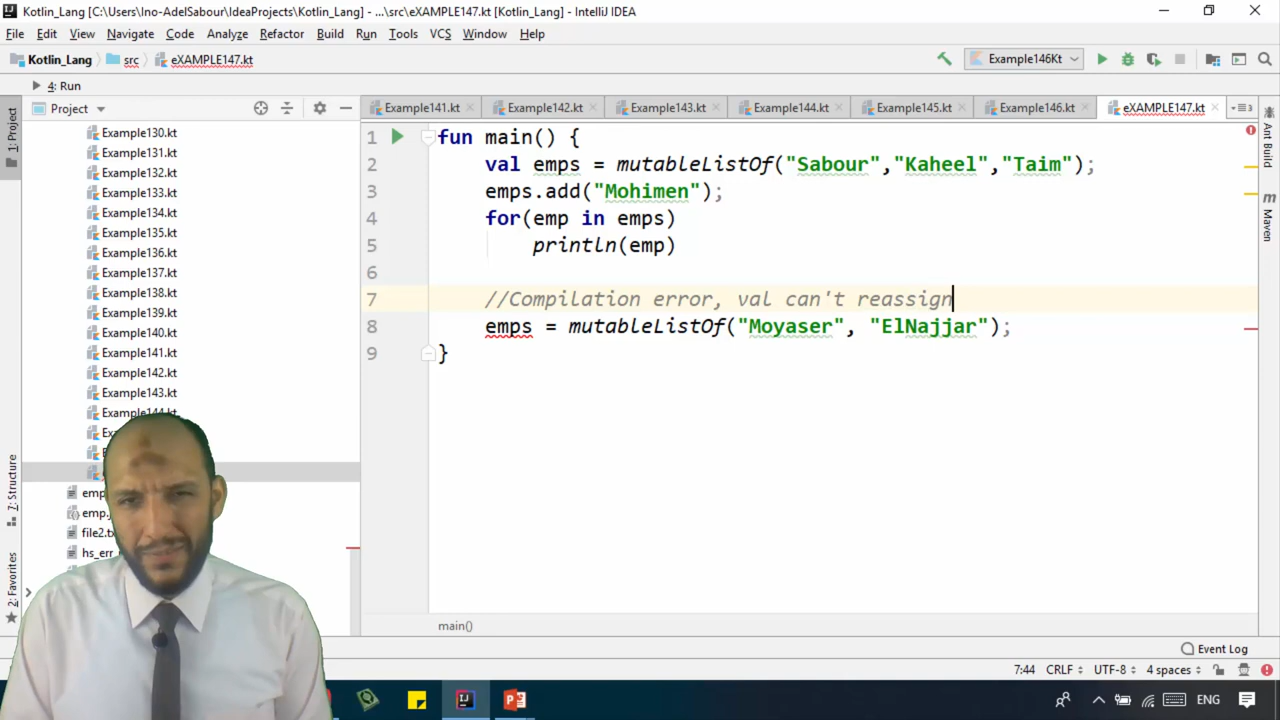 Kotlin_Lang [C:\Users\Ino-AdelSabour\IdeaProjects\Kotlin_Lang] - ...\src\eXAMPLE147.kt [Kotlin_Lang] - IntelliJ IDEA
File Edit View Navigate Code Analyze Refactor Build Run Tools VCS Window Help
Kotlin_Lang src eXAMPLE147.kt Example146Kt
4: Run
1: Project
Project
Example141.kt Example142.kt Example143.kt Example144.kt Example145.kt Example146.kt eXAMPLE147.kt
Example130.kt
Example131.kt
Example132.kt
Example133.kt
Example134.kt
Example135.kt
Example136.kt
Example137.kt
Example138.kt
Example139.kt
Example140.kt
Example141.kt
Example142.kt
Example143.kt
Example144.kt
emp
emp.
file2.tx
hs_err_
1 fun main() {
2 val emps = mutableListOf("Sabour","Kaheel","Taim");
3 emps.add("Mohimen");
4 for(emp in emps)
5 println(emp)
6
7 //Compilation error, val can't reassign
8 emps = mutableListOf("Moyaser", "ElNajjar");
9 }
main()
Ant Build
Maven
7: Structure
2: Favorites
Event Log
7:44 CRLF UTF-8 4 spaces
ENG